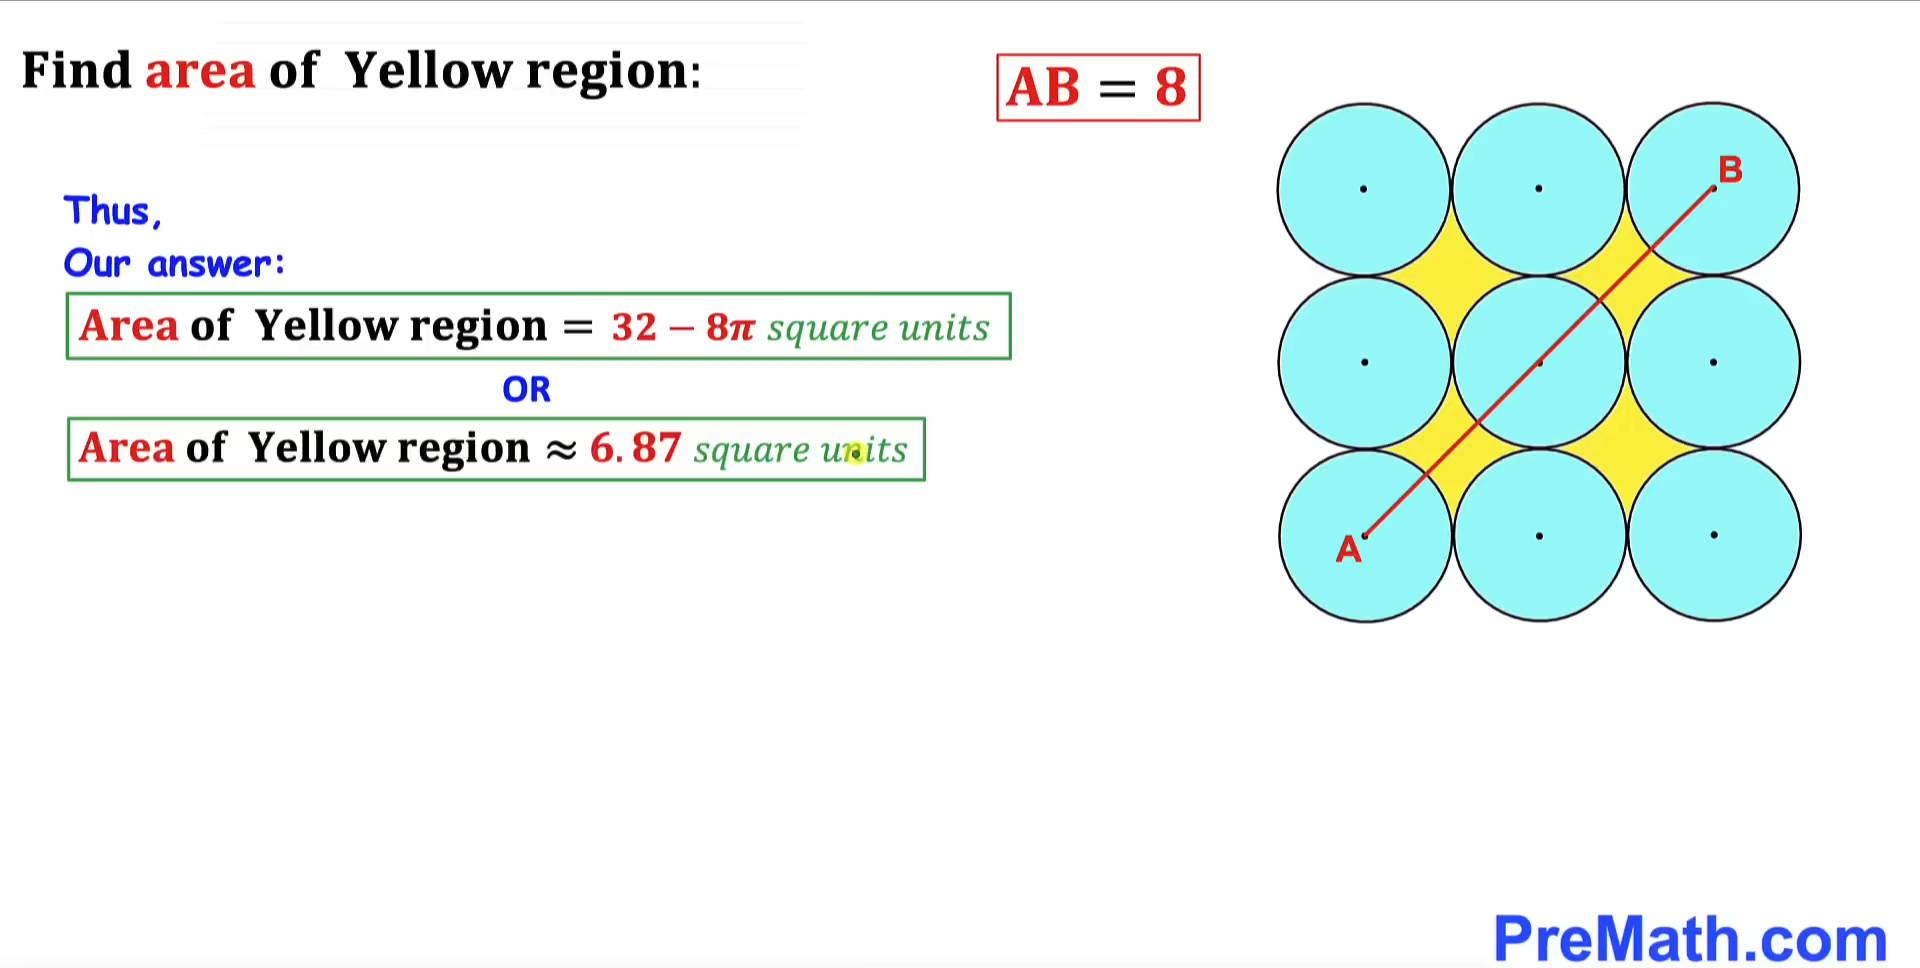 Find area of Yellow region:
AB = 8
Thus,
Our answer:
Area of Yellow region = 32 − 8π square units
OR
Area of Yellow region ≈ 6.87 square units
B
A
PreMath.com